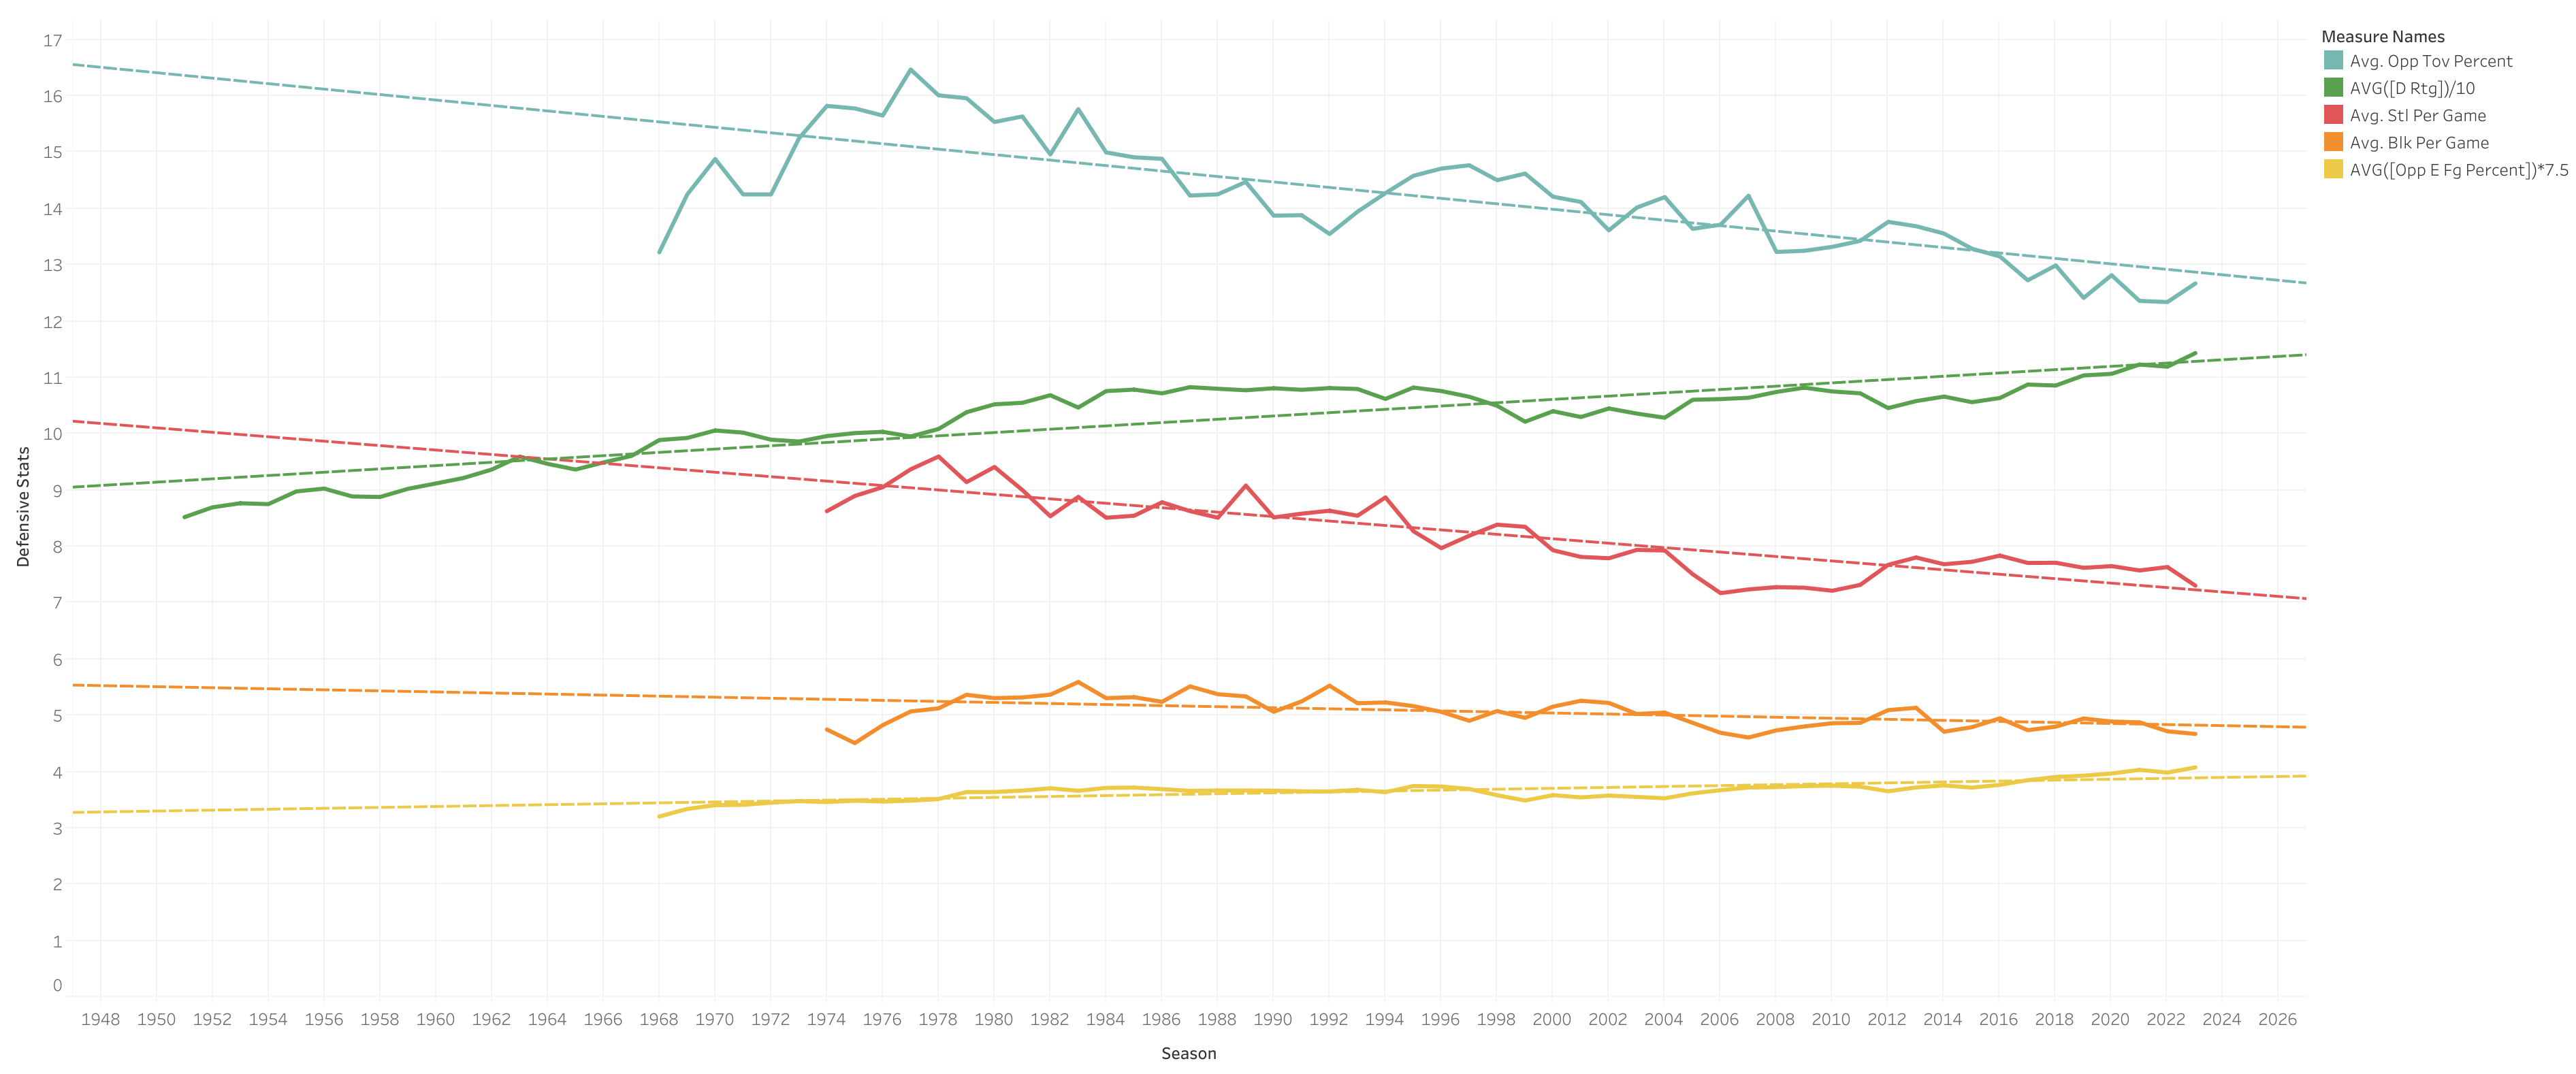 Measure Names
Avg. Opp Tov Percent
AVG([D Rtg])/10
Avg. Stl Per Game
Avg. Blk Per Game
AVG([Opp E Fg Percent])*7.5
17
16
15
14
13
12
11
10
9
8
7
6
5
4
3
2
1
0
Defensive Stats
1948 1950 1952 1954 1956 1958 1960 1962 1964 1966 1968 1970 1972 1974 1976 1978 1980 1982 1984 1986 1988 1990 1992 1994 1996 1998 2000 2002 2004 2006 2008 2010 2012 2014 2016 2018 2020 2022 2024 2026
Season